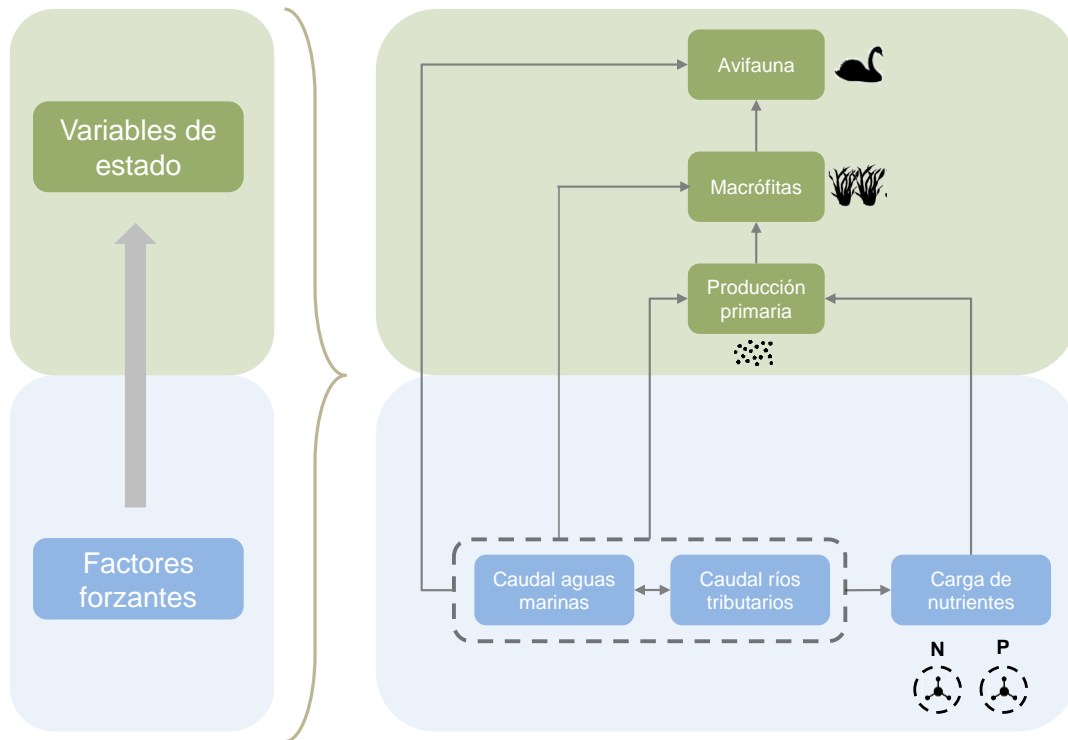 Variables de
estado
Factores
forzantes
Avifauna
Macrófitas
Producción
primaria
Caudal aguas
marinas
Caudal ríos
tributarios
Carga de
nutrientes
N
P